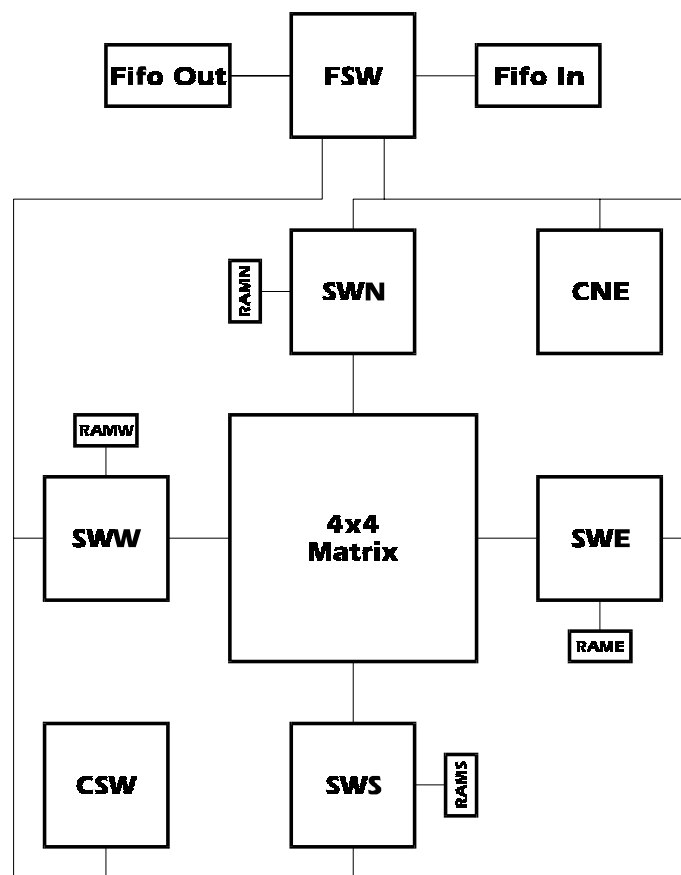 Fifo Out
FSW
Fifo In
RAMN
SWN
CNE
RAMW
SWW
4x4
Matrix
SWE
RAME
CSW
SWS
RAMS